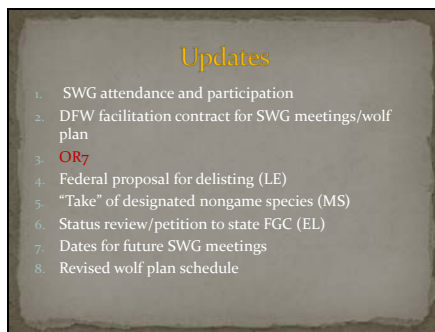 Updates
1. SWG attendance and participation
2. DFW facilitation contract for SWG meetings/wolf
plan
3. OR7
4. Federal proposal for delisting (LE)
5. “Take” of designated nongame species (MS)
6. Status review/petition to state FGC (EL)
7. Dates for future SWG meetings
8. Revised wolf plan schedule